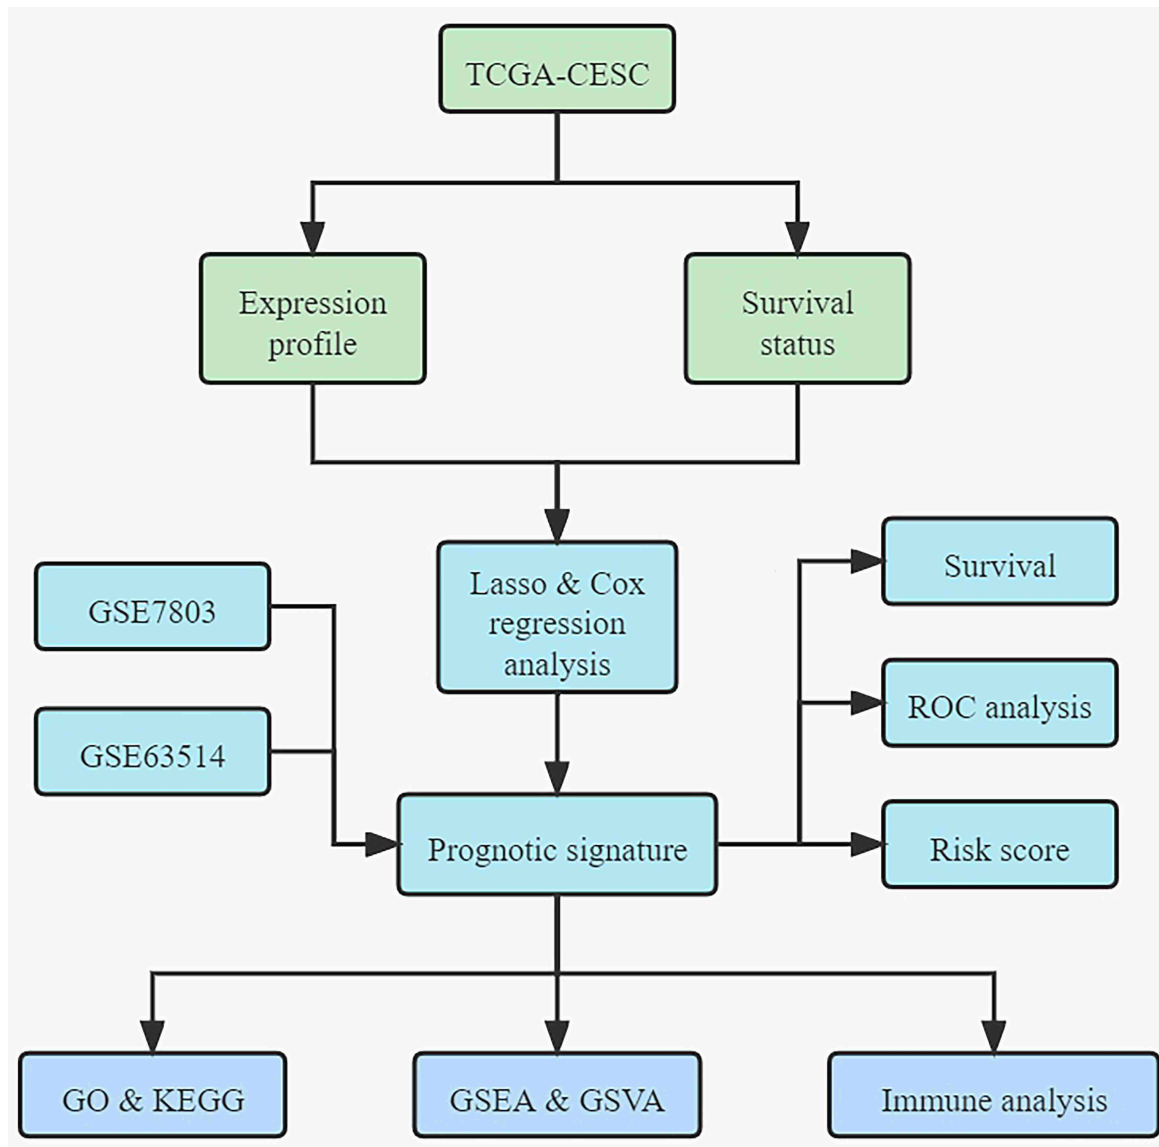 TCGA-CESC
Expression
profile
Survival
status
Lasso & Cox
regression
analysis
GSE7803
GSE63514
Prognotic signature
Survival
ROC analysis
Risk score
GO & KEGG
GSEA & GSVA
Immune analysis